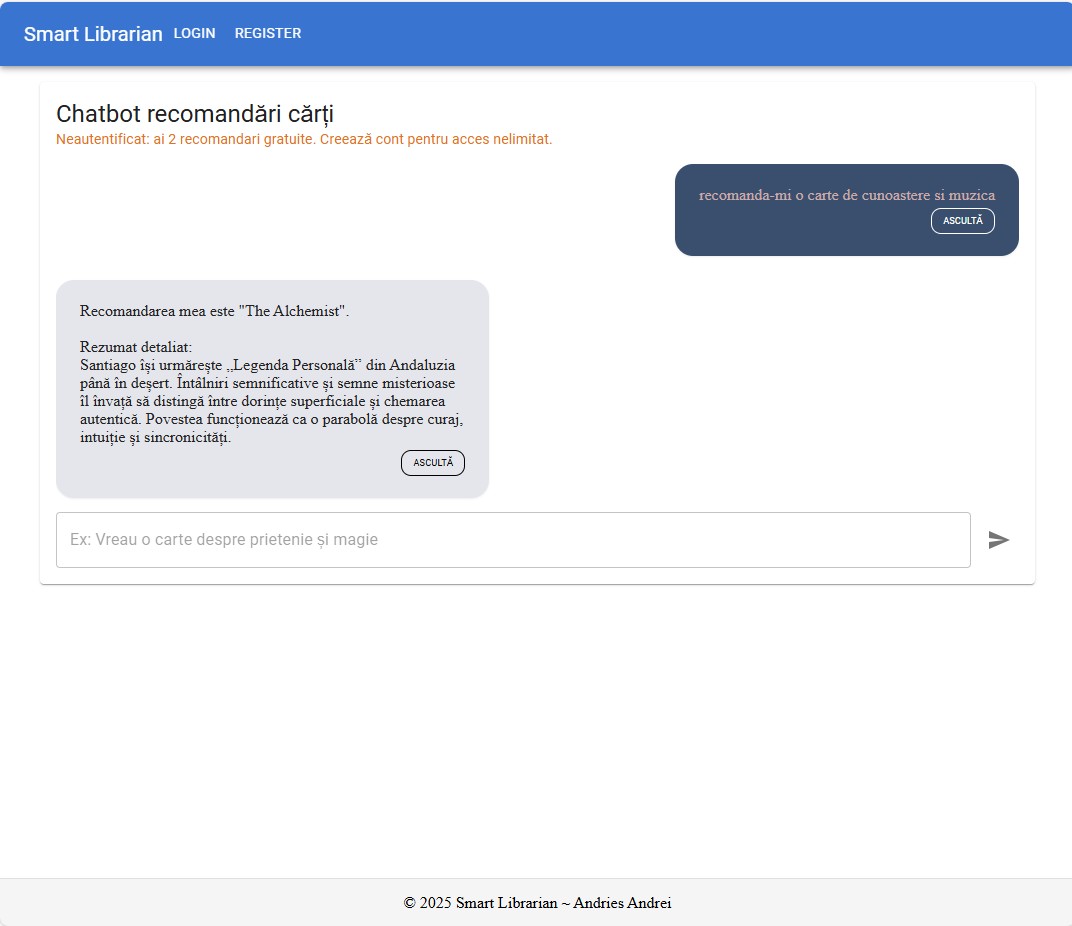 Smart Librarian LOGIN REGISTER
Chatbot recomandări cărți
Neautentificat: ai 2 recomandari gratuite. Creează cont pentru acces nelimitat.
recomanda-mi o carte de cunoastere si muzica
ASCULTĂ
Recomandarea mea este "The Alchemist".
Rezumat detaliat:
Santiago își urmărește „Legenda Personală” din Andaluzia
până în deșert. Întâlniri semnificative și semne misterioase
îl învață să distingă între dorințe superficiale și chemarea
autentică. Povestea funcționează ca o parabolă despre curaj,
intuiție și sincronicități.
ASCULTĂ
Ex: Vreau o carte despre prietenie și magie
© 2025 Smart Librarian ~ Andries Andrei